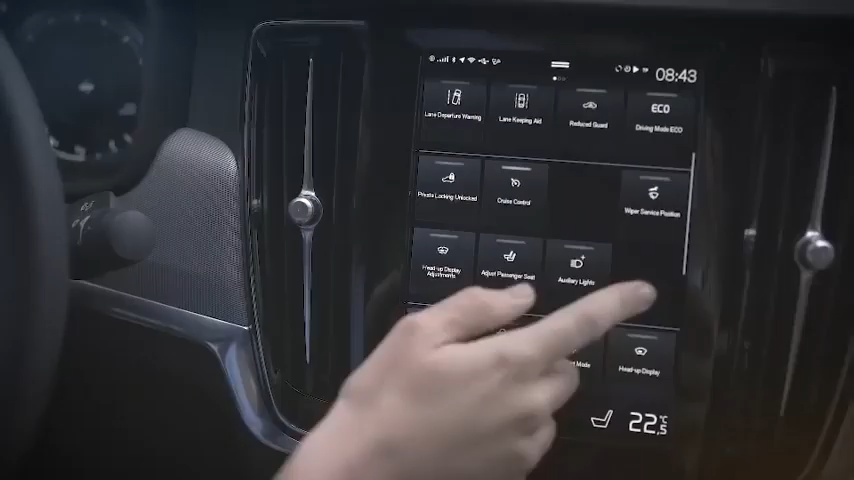 08:43
Lane Departure Warning
Lane Keeping Aid
Reduced Guard
ECO
Driving Mode ECO
Private Locking Unlocked
Cruise Control
Wiper Service Position
Head-up Display
Adjustments
Adjust Passenger Seat
Auxiliary Lights
Mode
Head-up Display
22,5°C